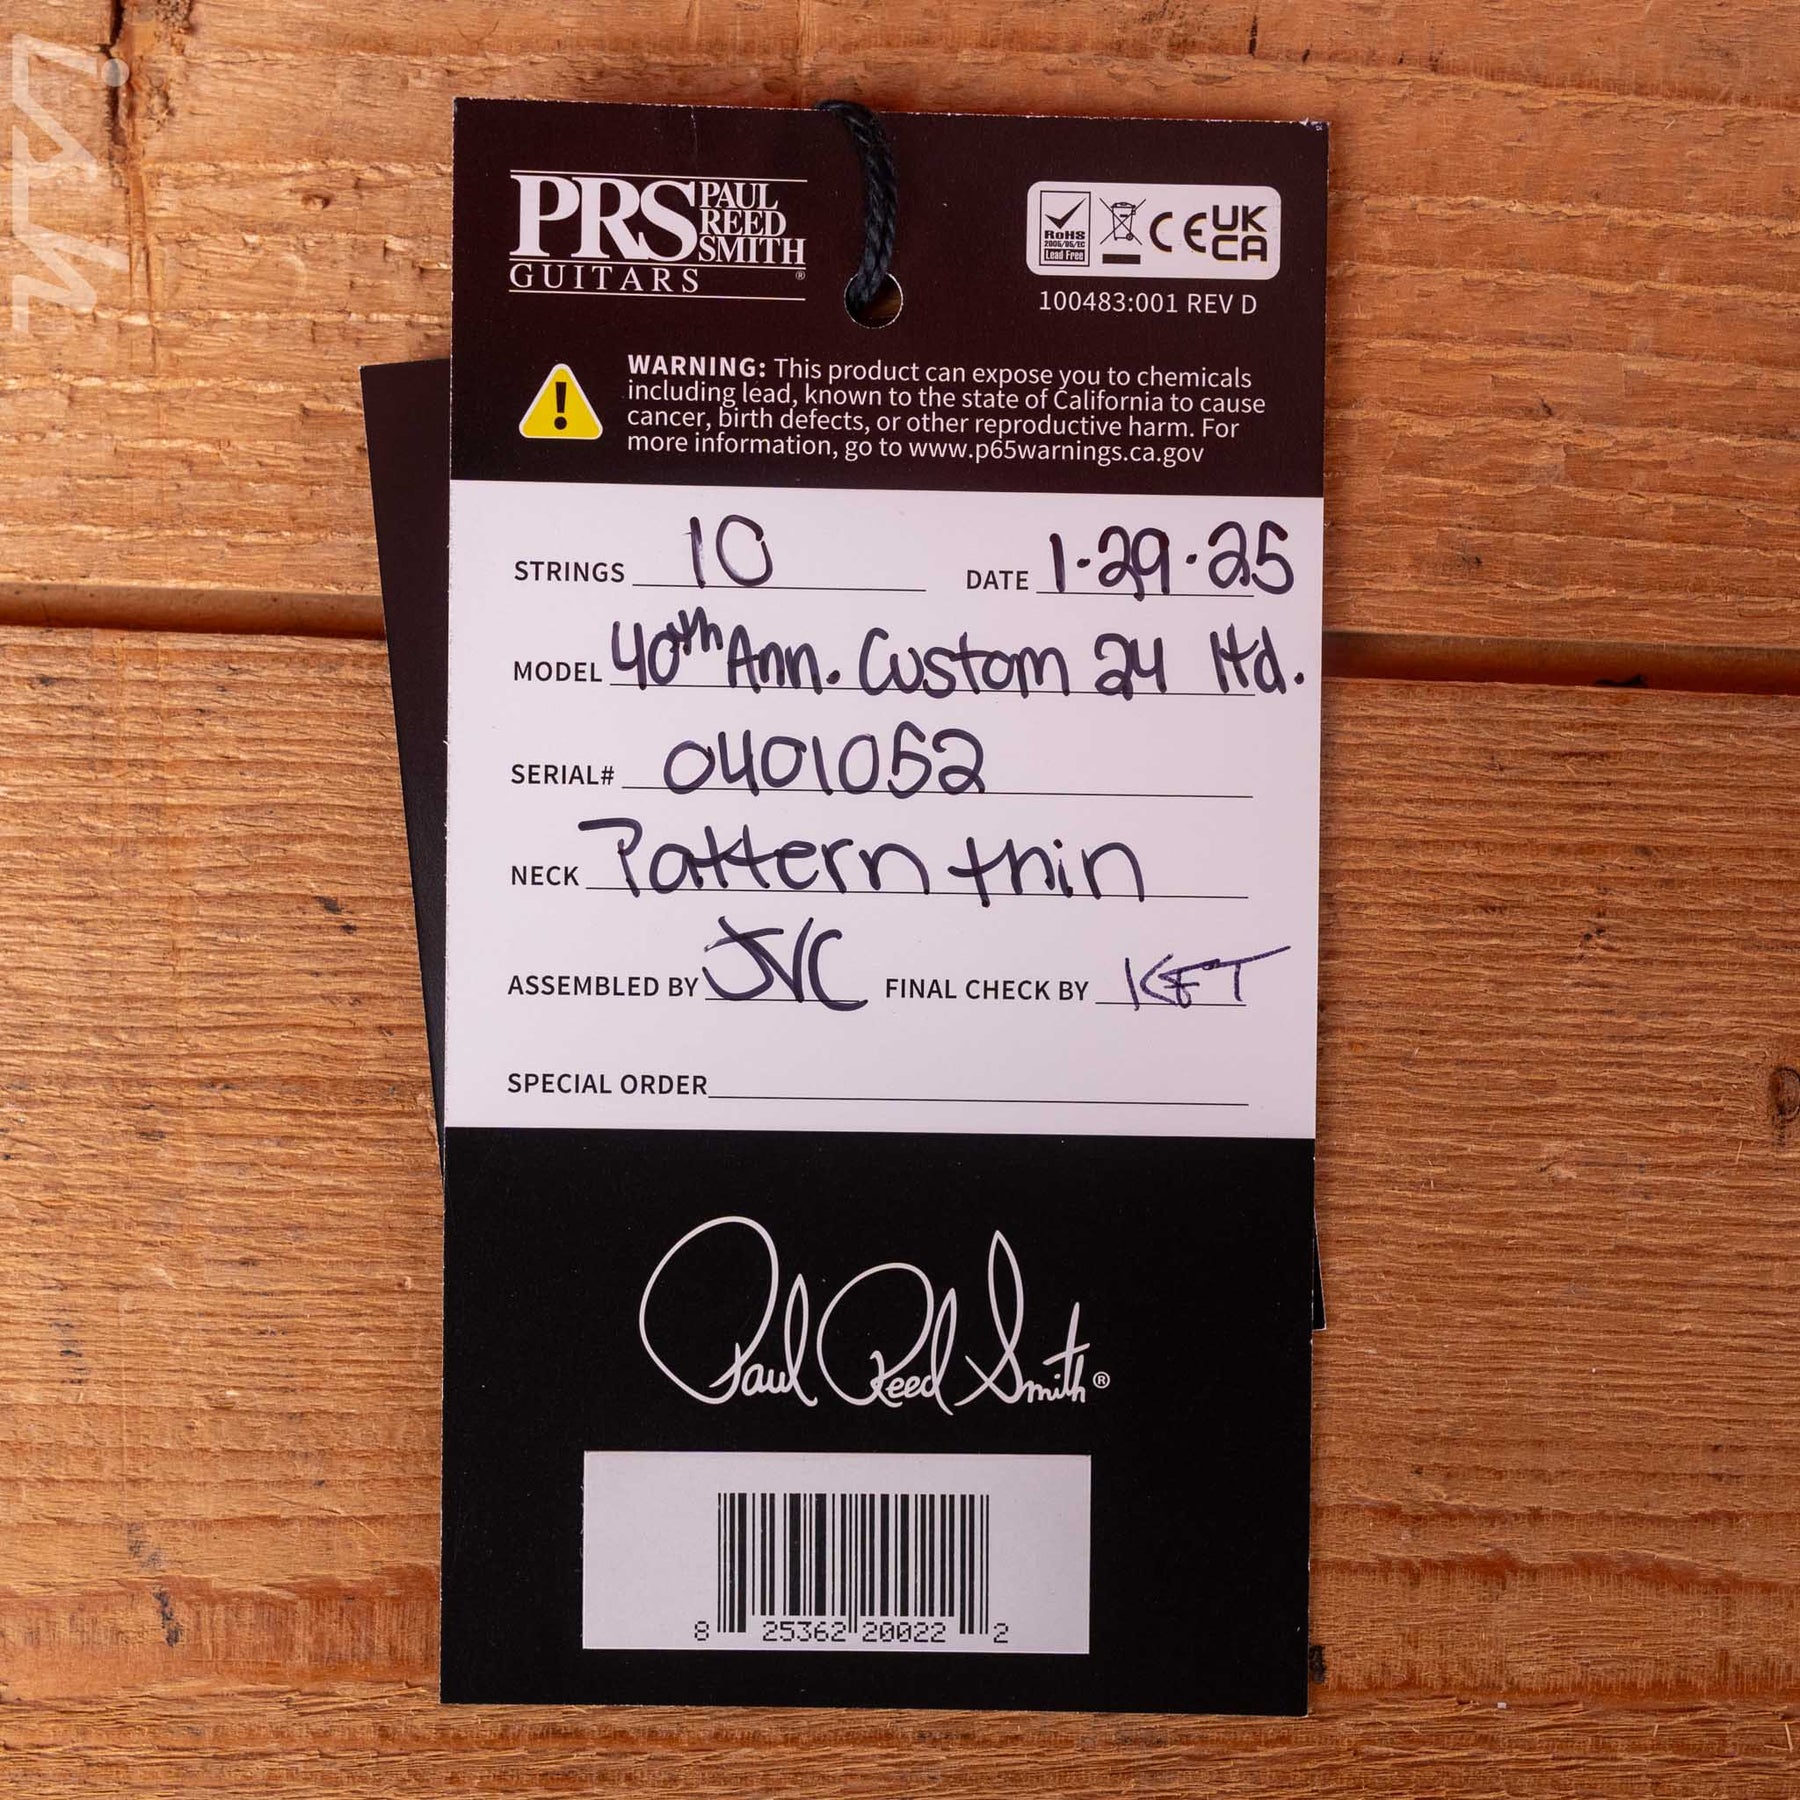 PRS PAUL REED SMITH
GUITARS ®
RoHS
2005/95/EC
Lead Free
CE UK CA
100483:001 REV D
WARNING: This product can expose you to chemicals
including lead, known to the state of California to cause
cancer, birth defects, or other reproductive harm. For
more information, go to www.p65warnings.ca.gov
STRINGS 10 DATE 1·29·25
MODEL 40th Ann. Custom 24 ltd.
SERIAL# 0401052
NECK Pattern thin
ASSEMBLED BY JVC FINAL CHECK BY KFT
SPECIAL ORDER
Paul Reed Smith®
8 25362 20022 2